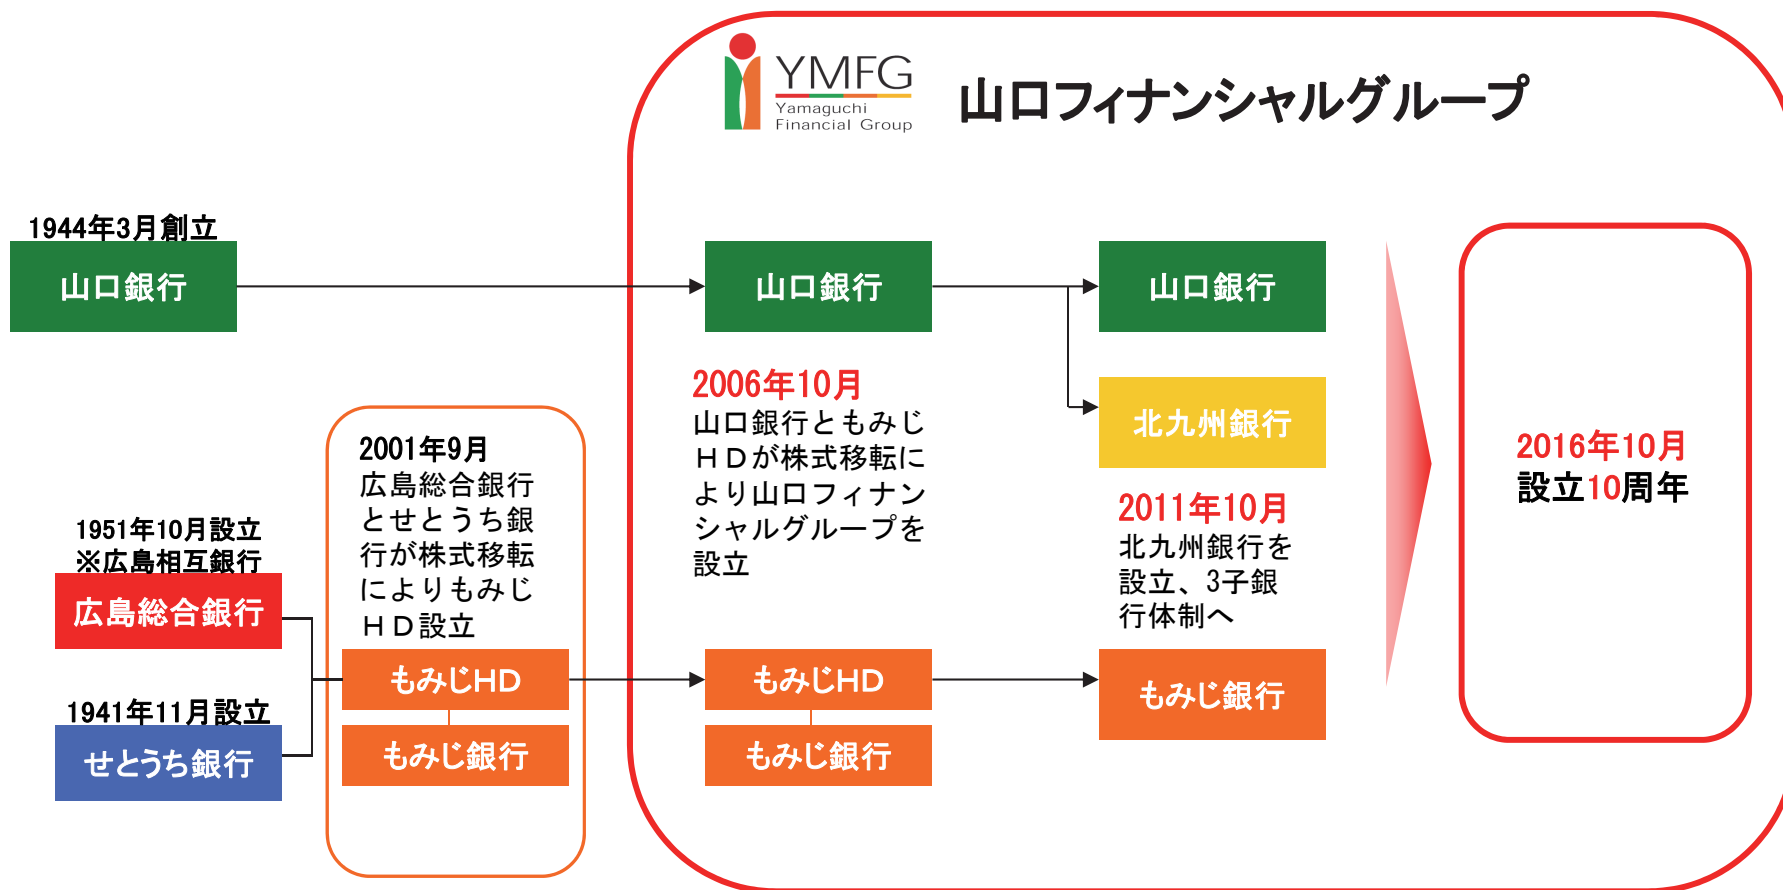 YMFG
Yamaguchi
Financial Group
山口フィナンシャルグループ
1944年3月創立
山口銀行
山口銀行
山口銀行
2006年10月
山口銀行ともみじ
ＨＤが株式移転に
より山口フィナン
シャルグループを
設立
北九州銀行
2011年10月
北九州銀行を
設立、3子銀
行体制へ
2016年10月
設立10周年
2001年9月
広島総合銀行
とせとうち銀
行が株式移転
によりもみじ
ＨＤ設立
1951年10月設立
※広島相互銀行
広島総合銀行
1941年11月設立
せとうち銀行
もみじHD
もみじ銀行
もみじHD
もみじ銀行
もみじ銀行